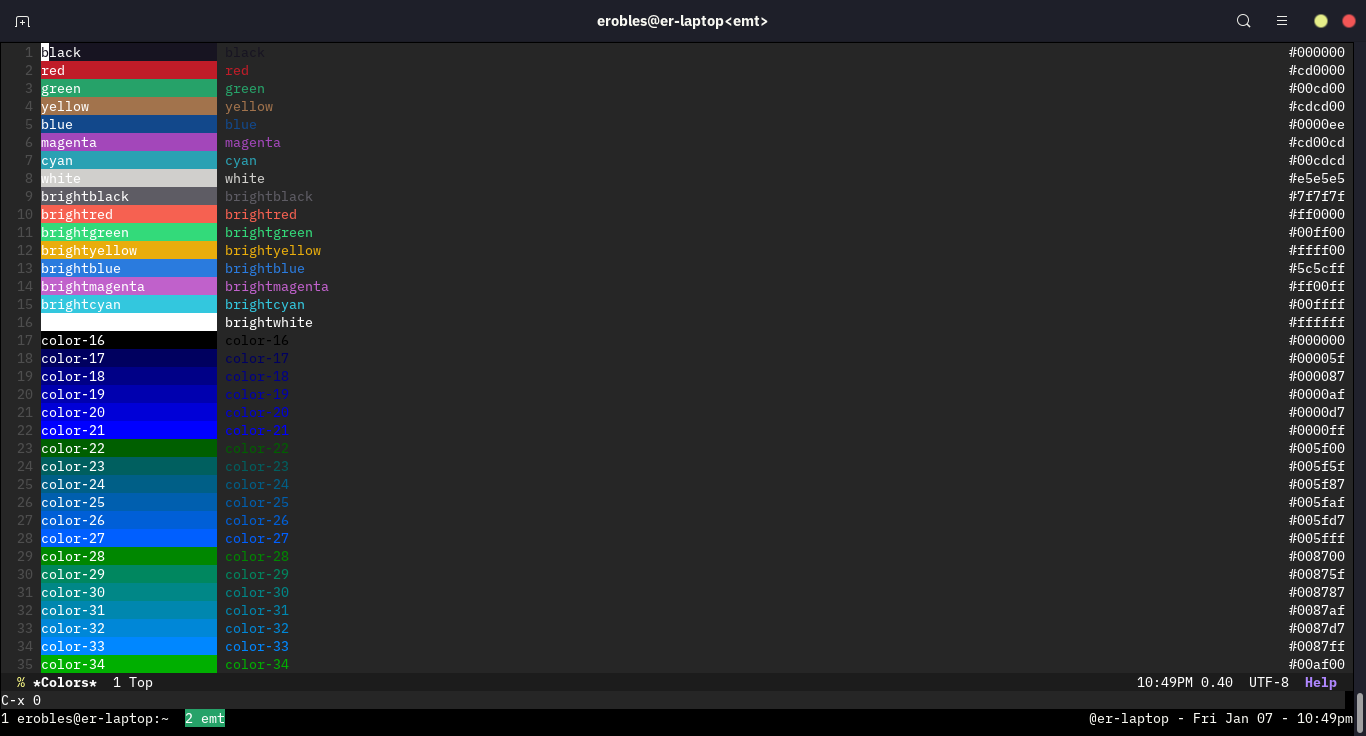 erobles@er-laptop<emt>
1 black black #000000
2 red red #cd0000
3 green green #00cd00
4 yellow yellow #cdcd00
5 blue blue #0000ee
6 magenta magenta #cd00cd
7 cyan cyan #00cdcd
8 white white #e5e5e5
9 brightblack brightblack #7f7f7f
10 brightred brightred #ff0000
11 brightgreen brightgreen #00ff00
12 brightyellow brightyellow #ffff00
13 brightblue brightblue #5c5cff
14 brightmagenta brightmagenta #ff00ff
15 brightcyan brightcyan #00ffff
16 brightwhite #ffffff
17 color-16 color-16 #000000
18 color-17 color-17 #00005f
19 color-18 color-18 #000087
20 color-19 color-19 #0000af
21 color-20 color-20 #0000d7
22 color-21 color-21 #0000ff
23 color-22 color-22 #005f00
24 color-23 color-23 #005f5f
25 color-24 color-24 #005f87
26 color-25 color-25 #005faf
27 color-26 color-26 #005fd7
28 color-27 color-27 #005fff
29 color-28 color-28 #008700
30 color-29 color-29 #00875f
31 color-30 color-30 #008787
32 color-31 color-31 #0087af
33 color-32 color-32 #0087d7
34 color-33 color-33 #0087ff
35 color-34 color-34 #00af00
% *Colors* 1 Top 10:49PM 0.40 UTF-8 Help
C-x 0
1 erobles@er-laptop:~ 2 emt @er-laptop - Fri Jan 07 - 10:49pm